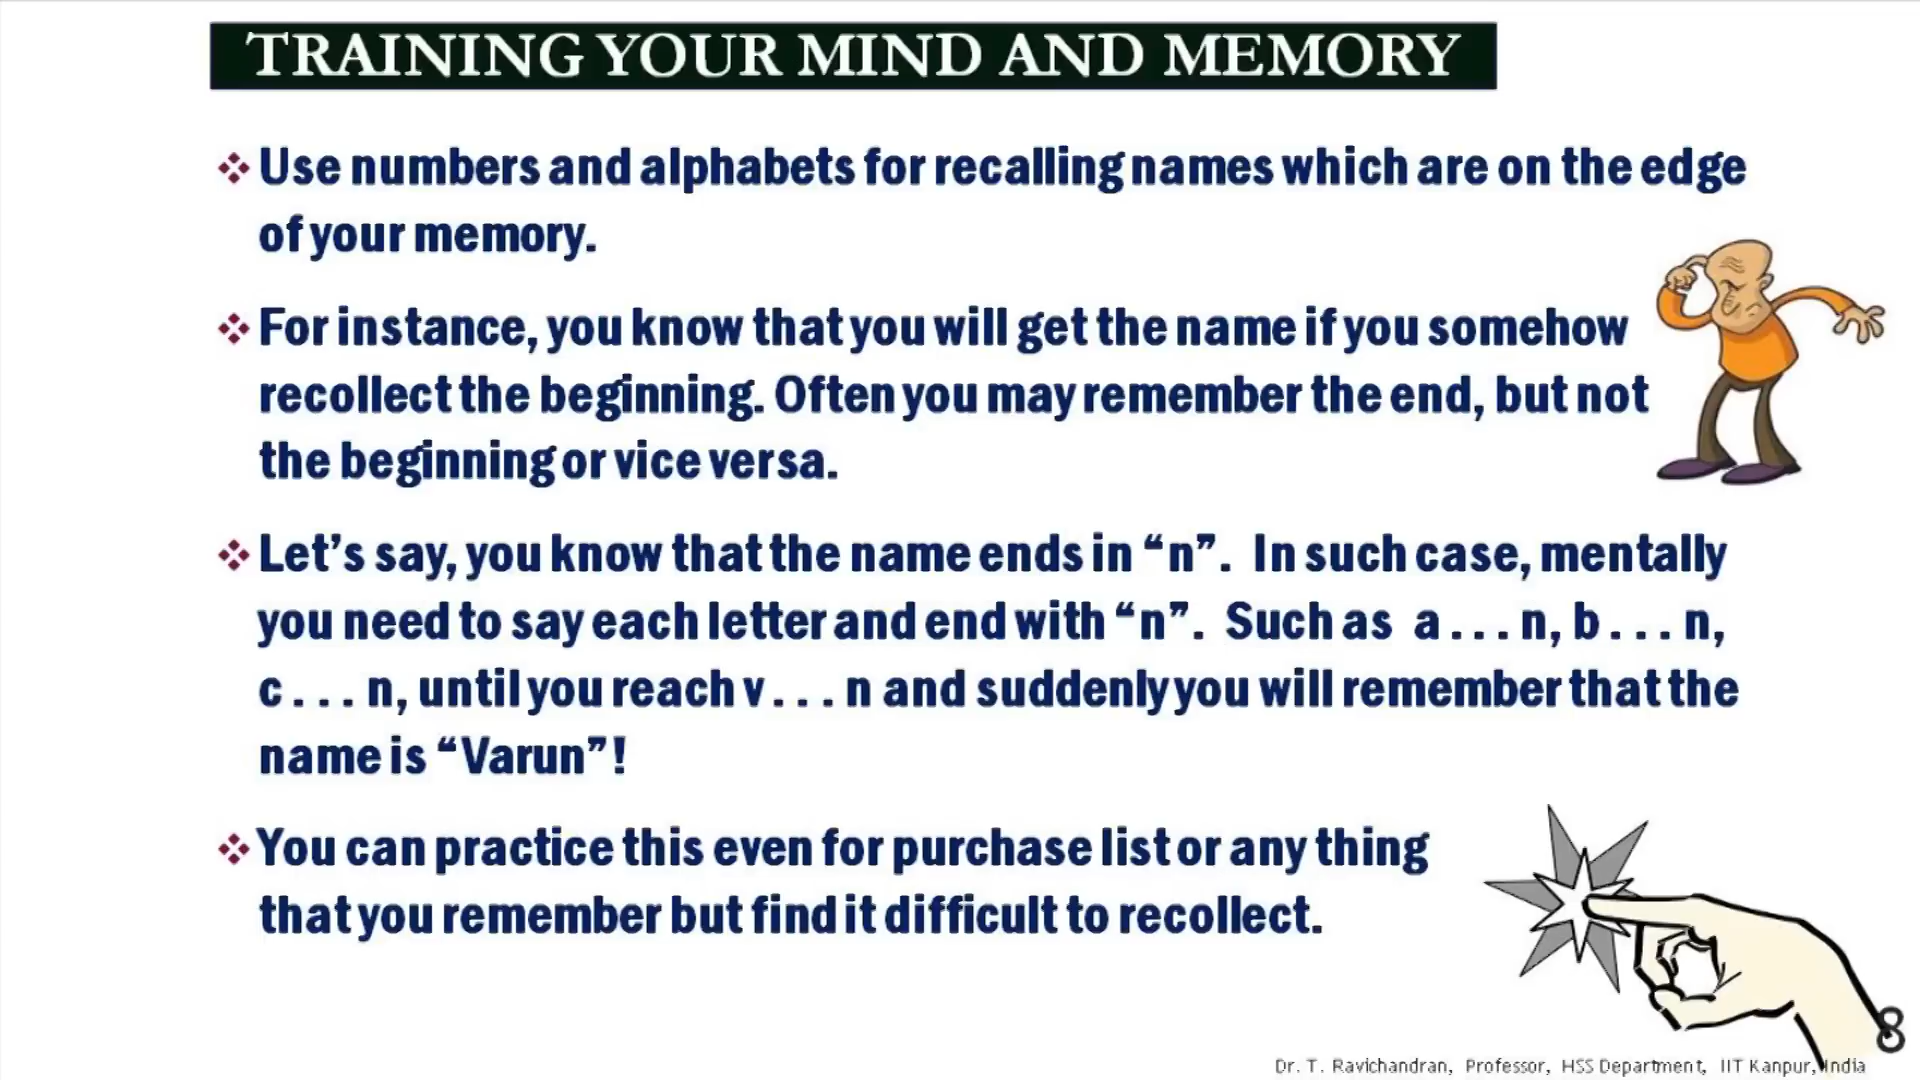 TRAINING YOUR MIND AND MEMORY
❖ Use numbers and alphabets for recalling names which are on the edge
of your memory.
❖ For instance, you know that you will get the name if you somehow
recollect the beginning. Often you may remember the end, but not
the beginning or vice versa.
❖ Let’s say, you know that the name ends in “n”. In such case, mentally
you need to say each letter and end with “n”. Such as a . . . n, b . . . n,
c . . . n, until you reach v . . . n and suddenly you will remember that the
name is “Varun”!
❖ You can practice this even for purchase list or any thing
that you remember but find it difficult to recollect.
8
Dr. T. Ravichandran, Professor, HSS Department, IIT Kanpur, India